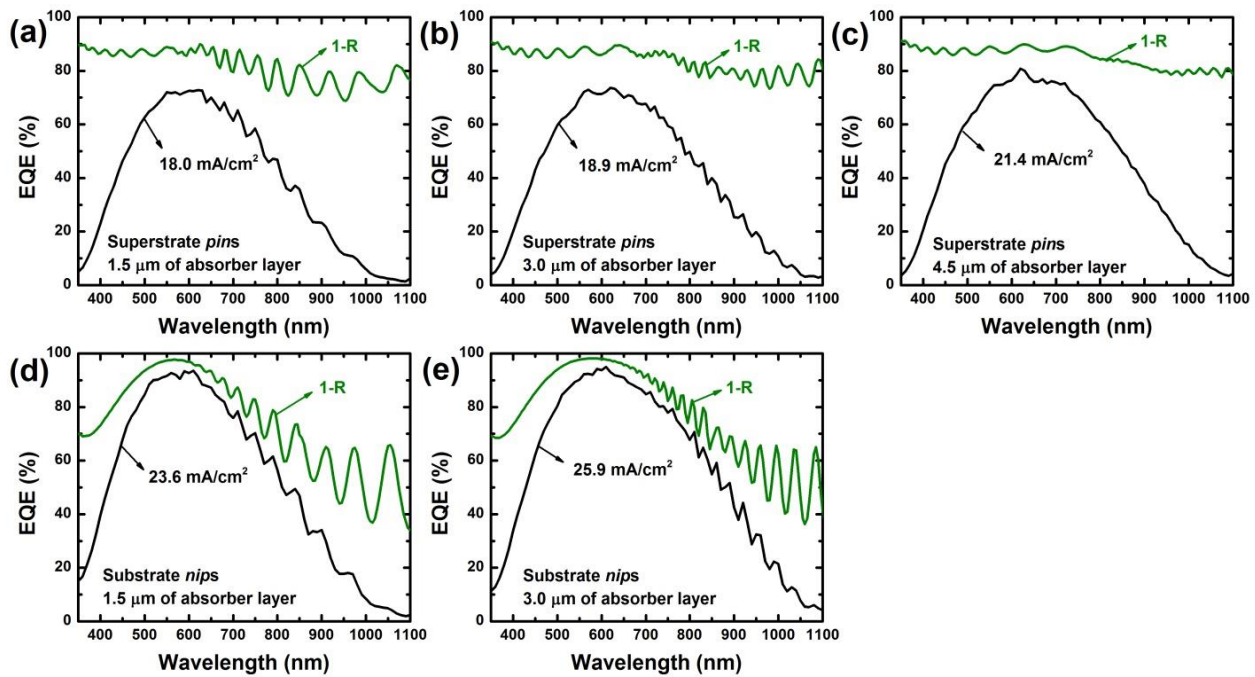 (a)
100
80
60
40
20
0
EQE (%)
1-R
18.0 mA/cm²
Superstrate pins
1.5 μm of absorber layer
400 500 600 700 800 900 1000 1100
Wavelength (nm)
(b)
100
80
60
40
20
0
EQE (%)
1-R
18.9 mA/cm²
Superstrate pins
3.0 μm of absorber layer
400 500 600 700 800 900 1000 1100
Wavelength (nm)
(c)
100
80
60
40
20
0
EQE (%)
1-R
21.4 mA/cm²
Superstrate pins
4.5 μm of absorber layer
400 500 600 700 800 900 1000 1100
Wavelength (nm)
(d)
100
80
60
40
20
0
EQE (%)
1-R
23.6 mA/cm²
Substrate nips
1.5 μm of absorber layer
400 500 600 700 800 900 1000 1100
Wavelength (nm)
(e)
100
80
60
40
20
0
EQE (%)
1-R
25.9 mA/cm²
Substrate nips
3.0 μm of absorber layer
400 500 600 700 800 900 1000 1100
Wavelength (nm)